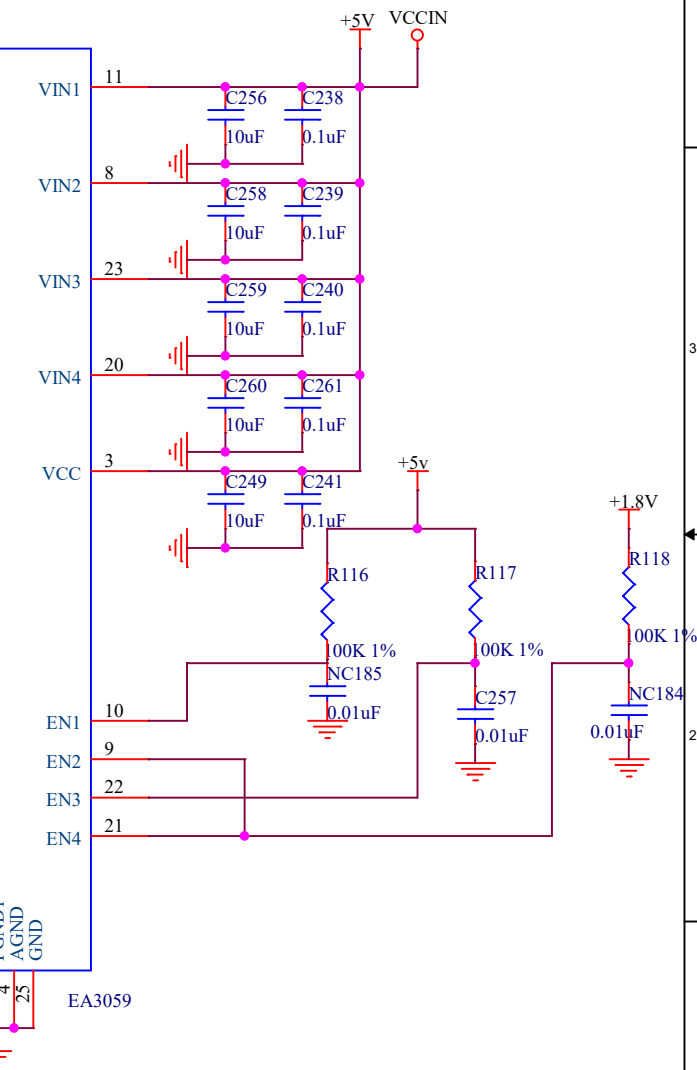 +5V VCCIN
VIN1 11
C256 C238
10uF 0.1uF
VIN2 8
C258 C239
10uF 0.1uF
VIN3 23
C259 C240
10uF 0.1uF
3
VIN4 20
C260 C261
10uF 0.1uF
VCC 3
+5v
C249 C241
10uF 0.1uF
+1.8V
R116 R117 R118
100K 1% 100K 1% 100K 1%
NC185 C257 NC184
0.01uF 0.01uF 0.01uF
2
EN1 10
EN2 9
EN3 22
EN4 21
AGND
GND
4
25
EA3059